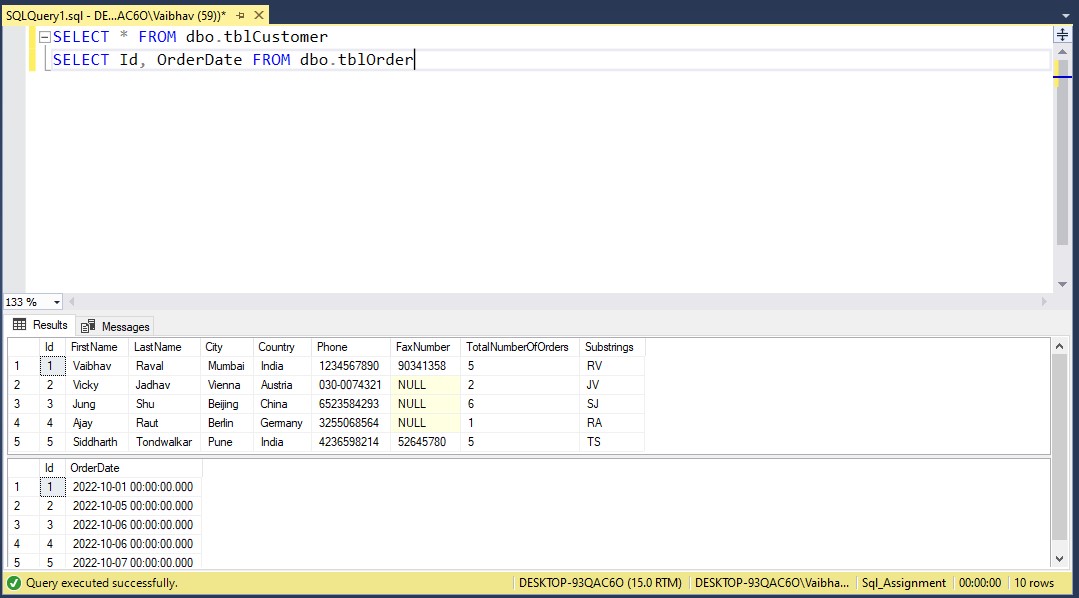 SQLQuery1.sql - DE...AC6O\Vaibhav (59))*
SELECT * FROM dbo.tblCustomer
SELECT Id, OrderDate FROM dbo.tblOrder
133 %
Results Messages
Id FirstName LastName City Country Phone FaxNumber TotalNumberOfOrders Substrings
1 1 Vaibhav Raval Mumbai India 1234567890 90341358 5 RV
2 2 Vicky Jadhav Vienna Austria 030-0074321 NULL 2 JV
3 3 Jung Shu Beijing China 6523584293 NULL 6 SJ
4 4 Ajay Raut Berlin Germany 3255068564 NULL 1 RA
5 5 Siddharth Tondwalkar Pune India 4236598214 52645780 5 TS
Id OrderDate
1 1 2022-10-01 00:00:00.000
2 2 2022-10-05 00:00:00.000
3 3 2022-10-06 00:00:00.000
4 4 2022-10-06 00:00:00.000
5 5 2022-10-07 00:00:00.000
Query executed successfully. DESKTOP-93QAC6O (15.0 RTM) DESKTOP-93QAC6O\Vaibha... Sql_Assignment 00:00:00 10 rows